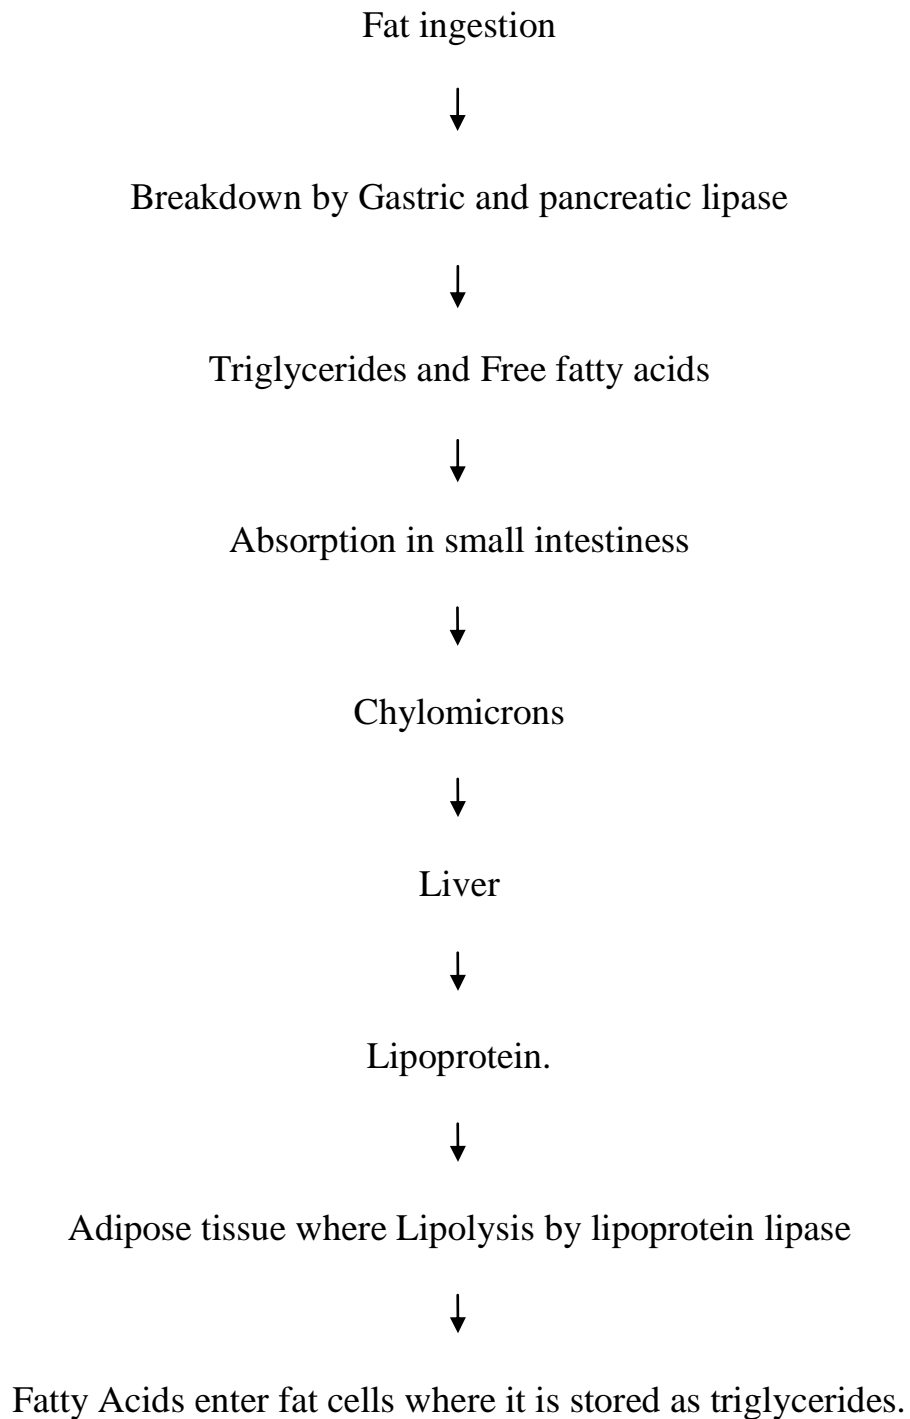 Fat ingestion
Breakdown by Gastric and pancreatic lipase
Triglycerides and Free fatty acids
Absorption in small intestiness
Chylomicrons
Liver
Lipoprotein.
Adipose tissue where Lipolysis by lipoprotein lipase
Fatty Acids enter fat cells where it is stored as triglycerides.